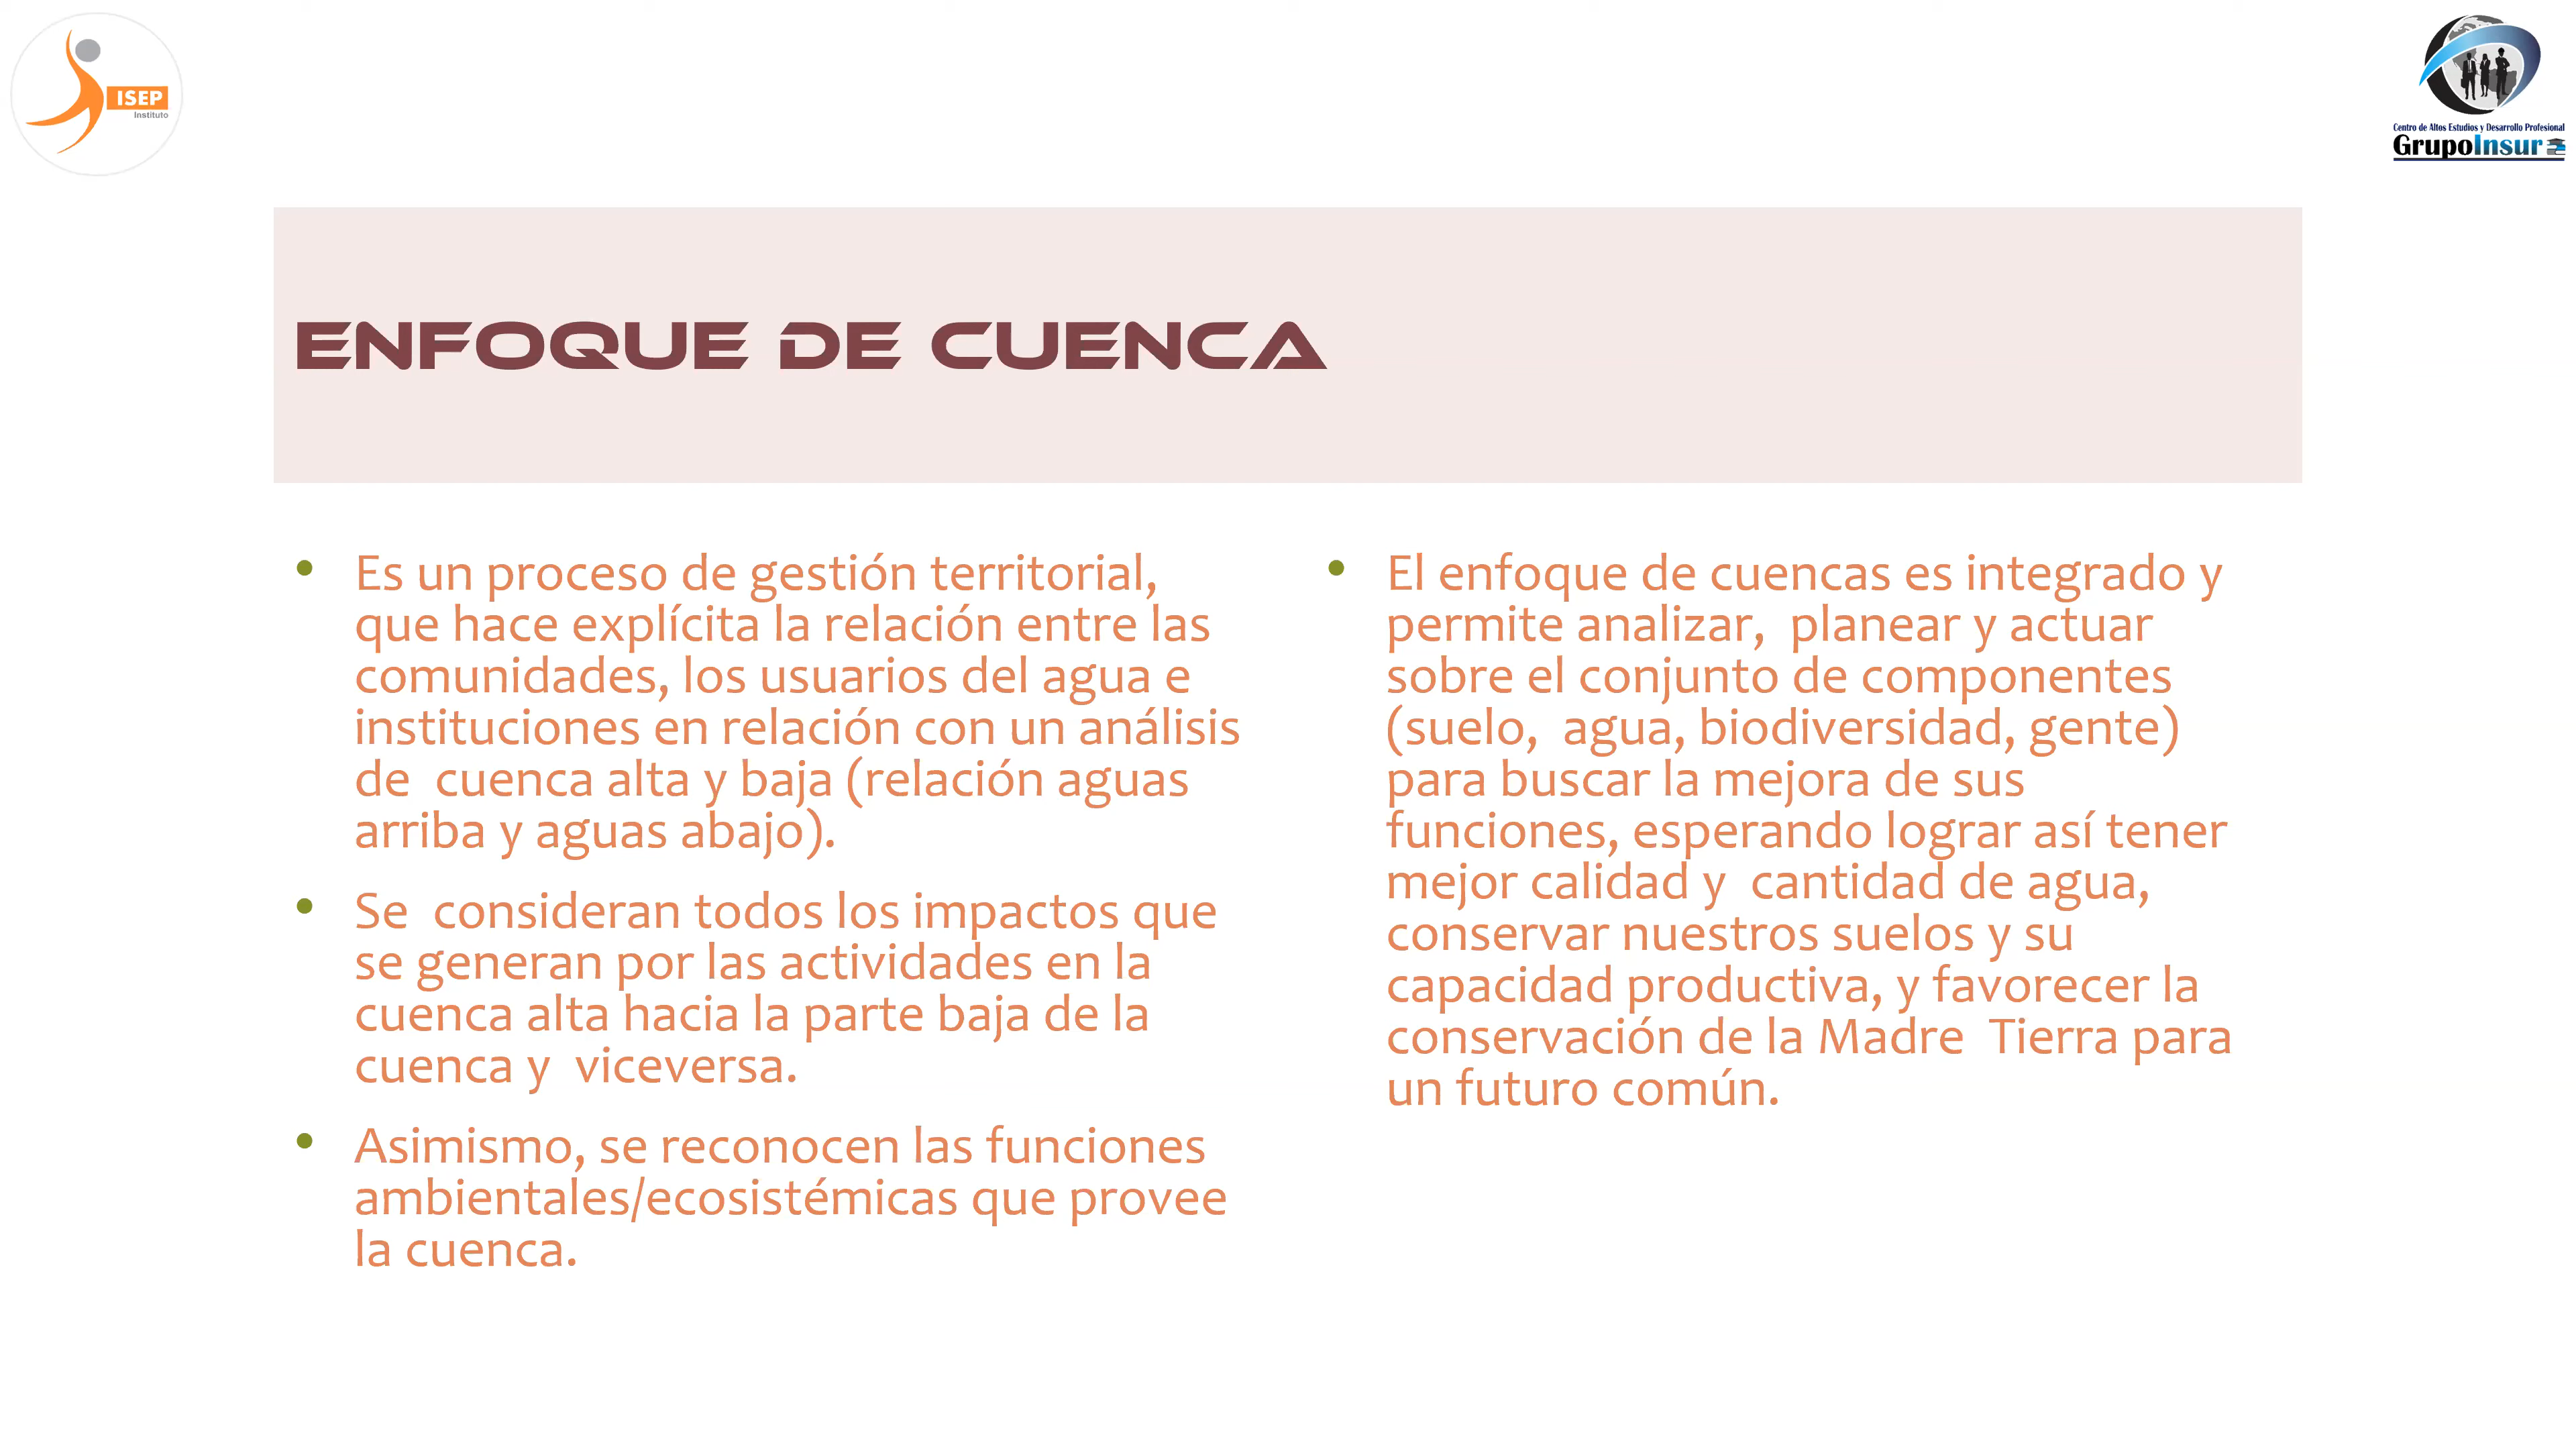 ISEP
Instituto
Centro de Altos Estudios y Desarrollo Profesional
GrupoInsur
ENFOQUE DE CUENCA
• Es un proceso de gestión territorial,
que hace explícita la relación entre las
comunidades, los usuarios del agua e
instituciones en relación con un análisis
de cuenca alta y baja (relación aguas
arriba y aguas abajo).
• Se consideran todos los impactos que
se generan por las actividades en la
cuenca alta hacia la parte baja de la
cuenca y viceversa.
• Asimismo, se reconocen las funciones
ambientales/ecosistémicas que provee
la cuenca.
• El enfoque de cuencas es integrado y
permite analizar, planear y actuar
sobre el conjunto de componentes
(suelo, agua, biodiversidad, gente)
para buscar la mejora de sus
funciones, esperando lograr así tener
mejor calidad y cantidad de agua,
conservar nuestros suelos y su
capacidad productiva, y favorecer la
conservación de la Madre Tierra para
un futuro común.